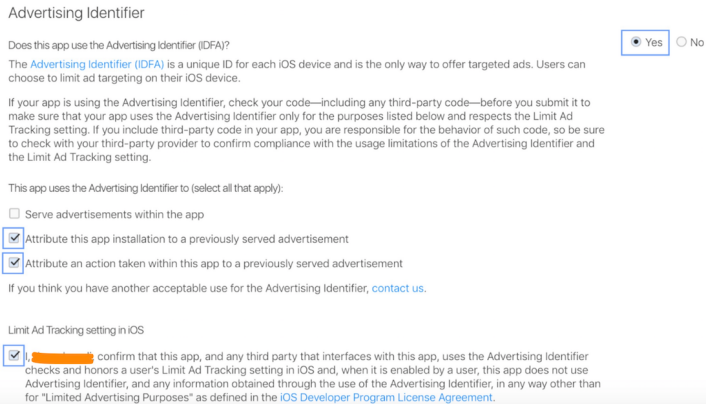 Advertising Identifier
Does this app use the Advertising Identifier (IDFA)?
Yes No
The Advertising Identifier (IDFA) is a unique ID for each iOS device and is the only way to offer targeted ads. Users can
choose to limit ad targeting on their iOS device.
If your app is using the Advertising Identifier, check your code—including any third-party code—before you submit it to
make sure that your app uses the Advertising Identifier only for the purposes listed below and respects the Limit Ad
Tracking setting. If you include third-party code in your app, you are responsible for the behavior of such code, so be sure
to check with your third-party provider to confirm compliance with the usage limitations of the Advertising Identifier and
the Limit Ad Tracking setting.
This app uses the Advertising Identifier to (select all that apply):
Serve advertisements within the app
Attribute this app installation to a previously served advertisement
Attribute an action taken within this app to a previously served advertisement
If you think you have another acceptable use for the Advertising Identifier, contact us.
Limit Ad Tracking setting in iOS
I, confirm that this app, and any third party that interfaces with this app, uses the Advertising Identifier
checks and honors a user's Limit Ad Tracking setting in iOS and, when it is enabled by a user, this app does not use
Advertising Identifier, and any information obtained through the use of the Advertising Identifier, in any way other than
for "Limited Advertising Purposes" as defined in the iOS Developer Program License Agreement.